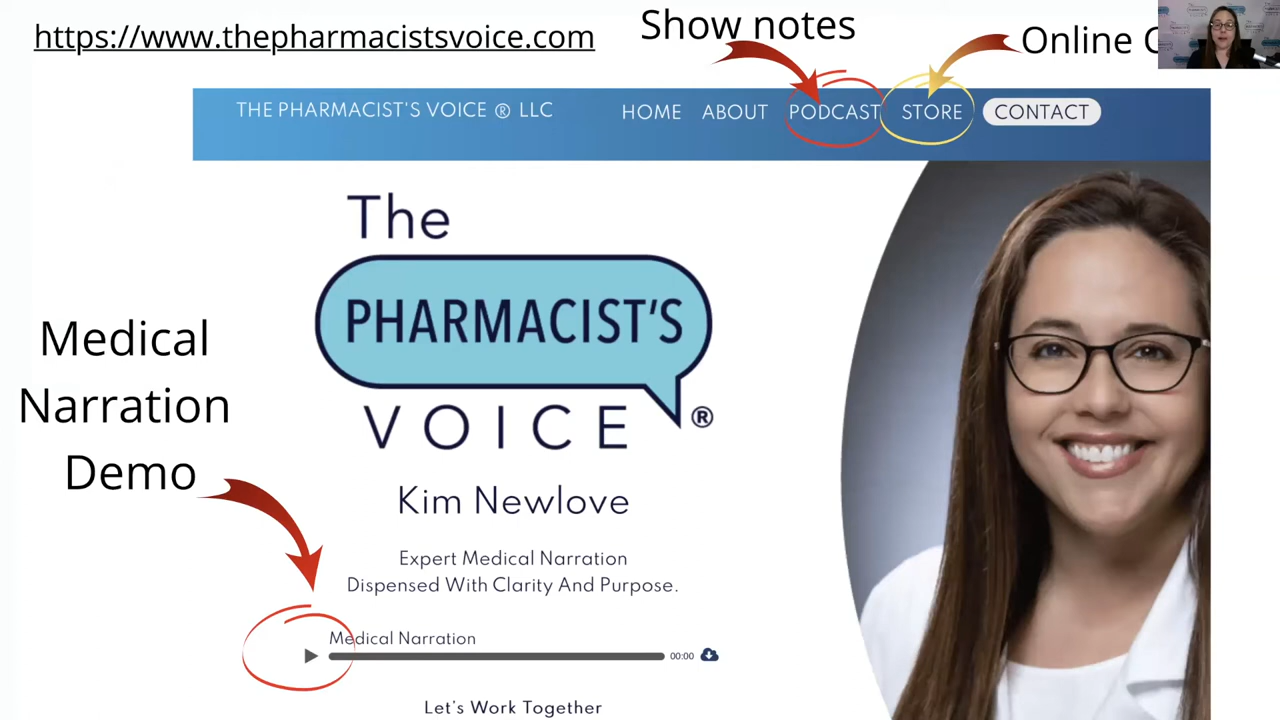 https://www.thepharmacistsvoice.com
Show notes
Online
THE PHARMACIST'S VOICE ® LLC
HOME ABOUT PODCAST STORE CONTACT
The
PHARMACIST'S
VOICE ®
Medical
Narration
Demo
Kim Newlove
Expert Medical Narration
Dispensed With Clarity And Purpose.
Medical Narration
00:00
Let's Work Together